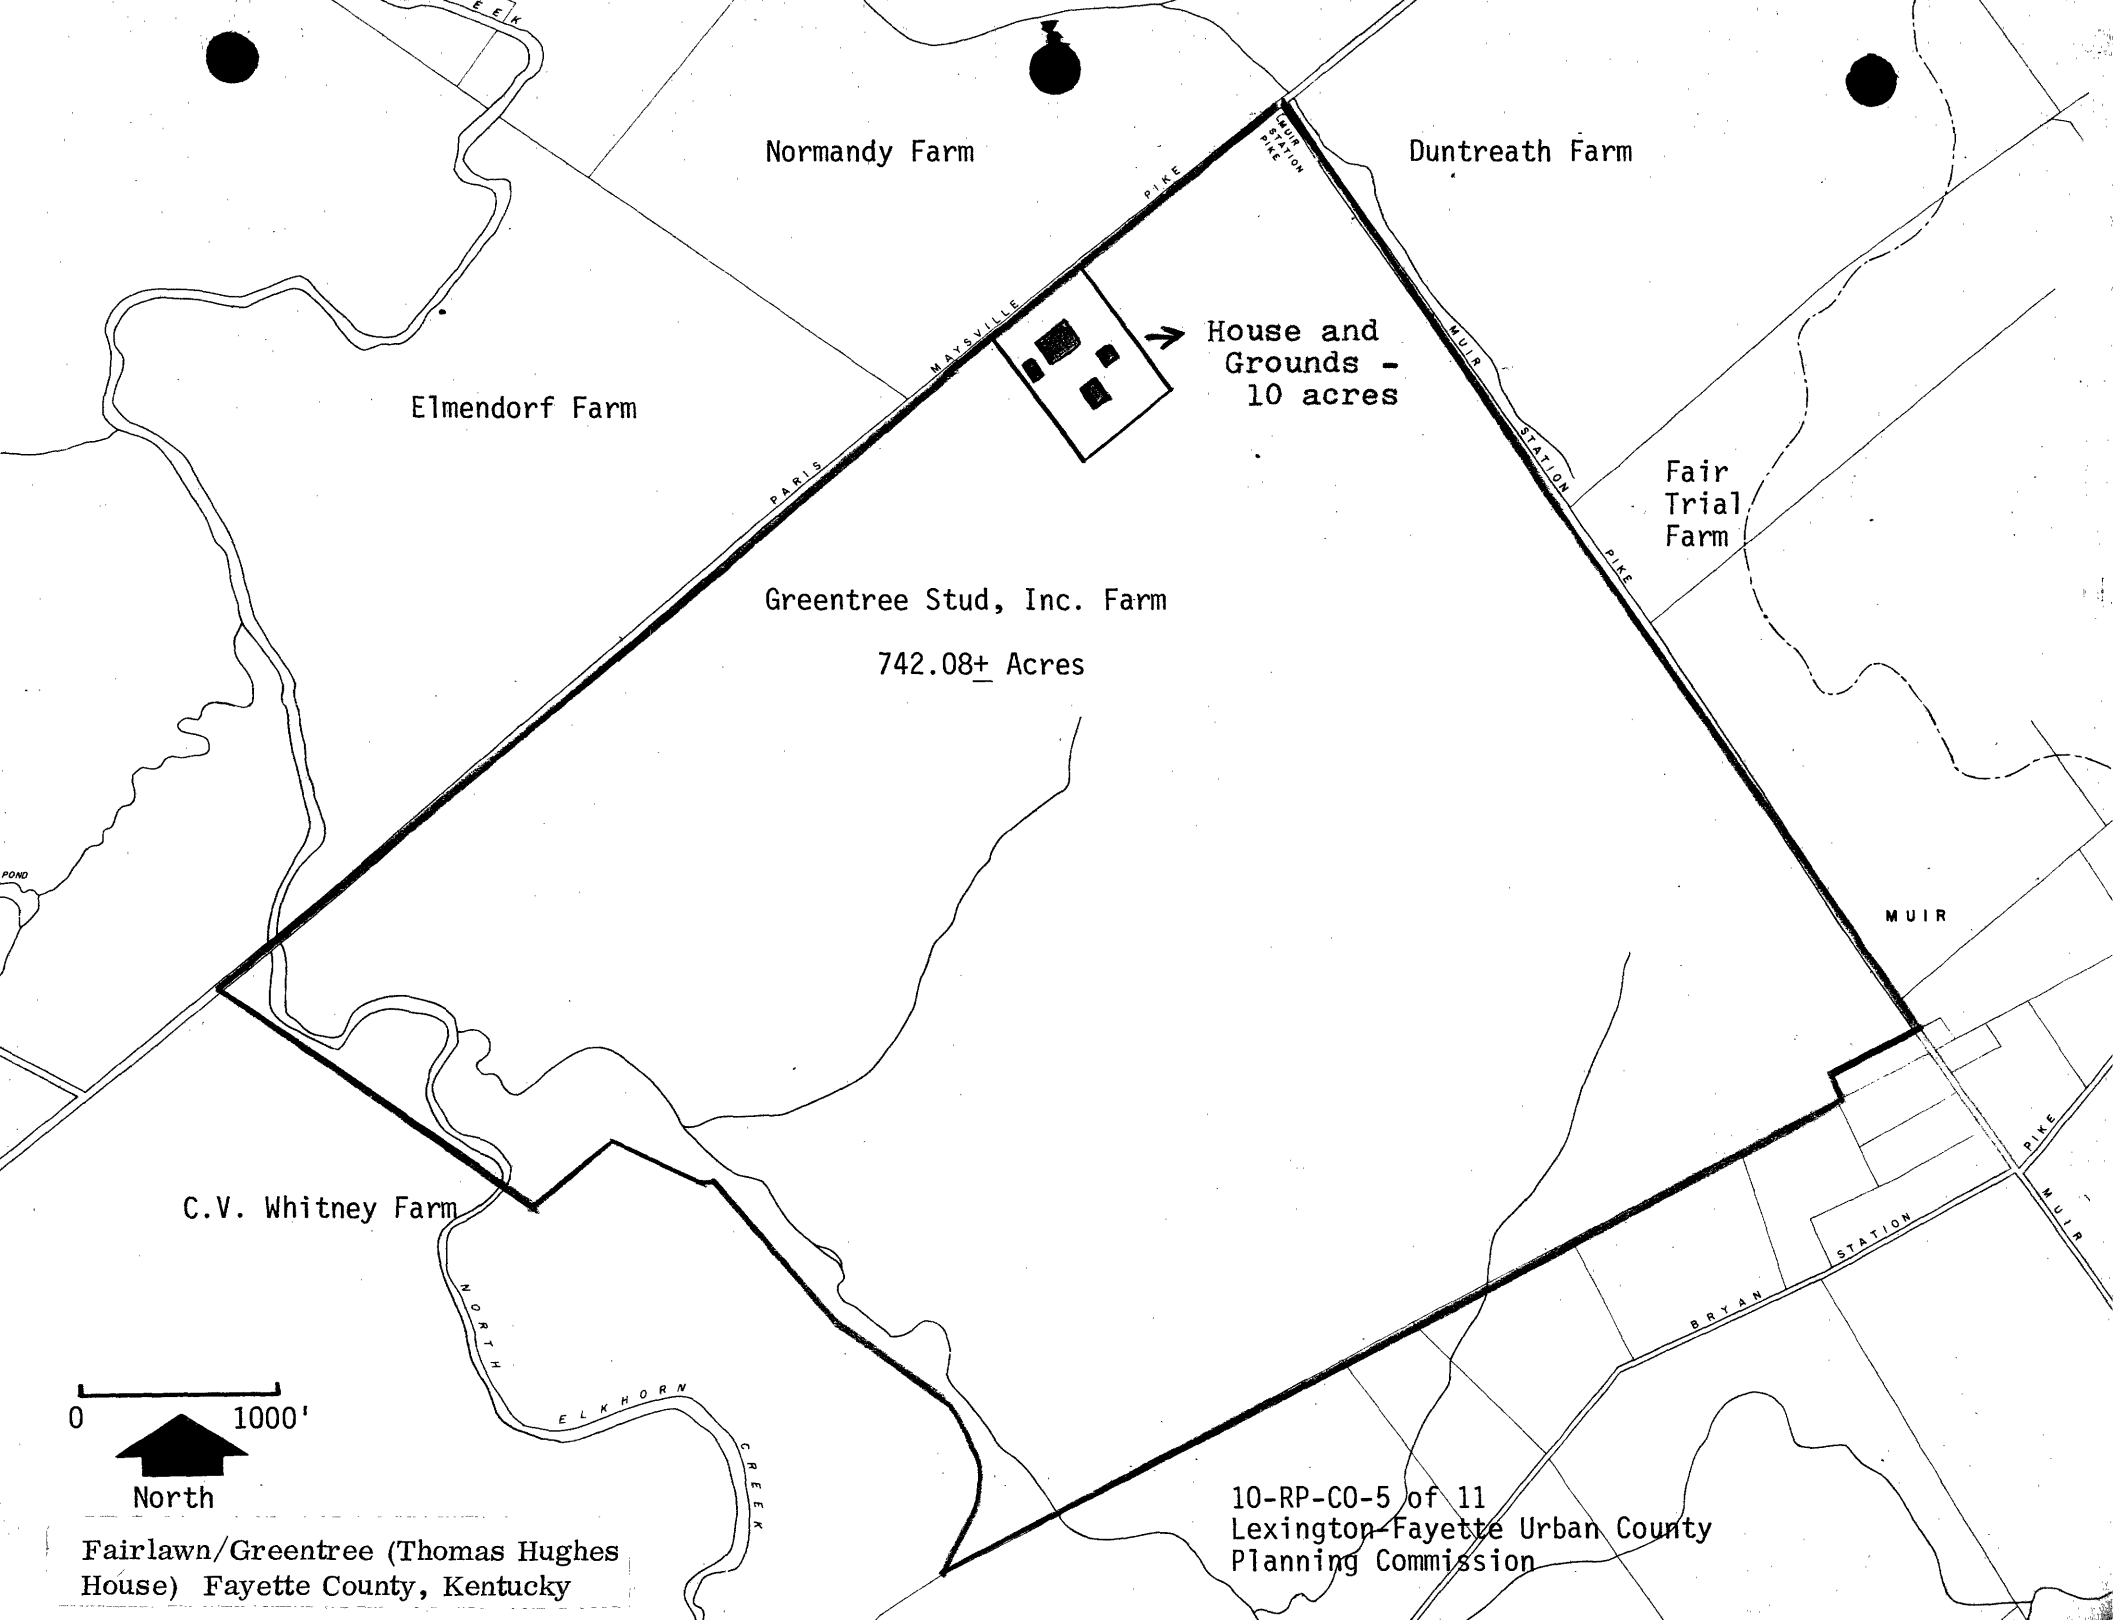 EEK
Normandy Farm
Duntreath Farm
MUIR
STATION
PIKE
PARIS MAYSVILLE PIKE
House and
Grounds -
10 acres
MUIR STATION PIKE
Elmendorf Farm
Fair
Trial
Farm
Greentree Stud, Inc. Farm
742.08± Acres
POND
MUIR
C.V. Whitney Farm
PIKE
MUIR
BRYAN STATION
NORTH ELKHORN CREEK
0 1000'
North
10-RP-CO-5 of 11
Lexington-Fayette Urban County
Planning Commission
Fairlawn/Greentree (Thomas Hughes
House) Fayette County, Kentucky